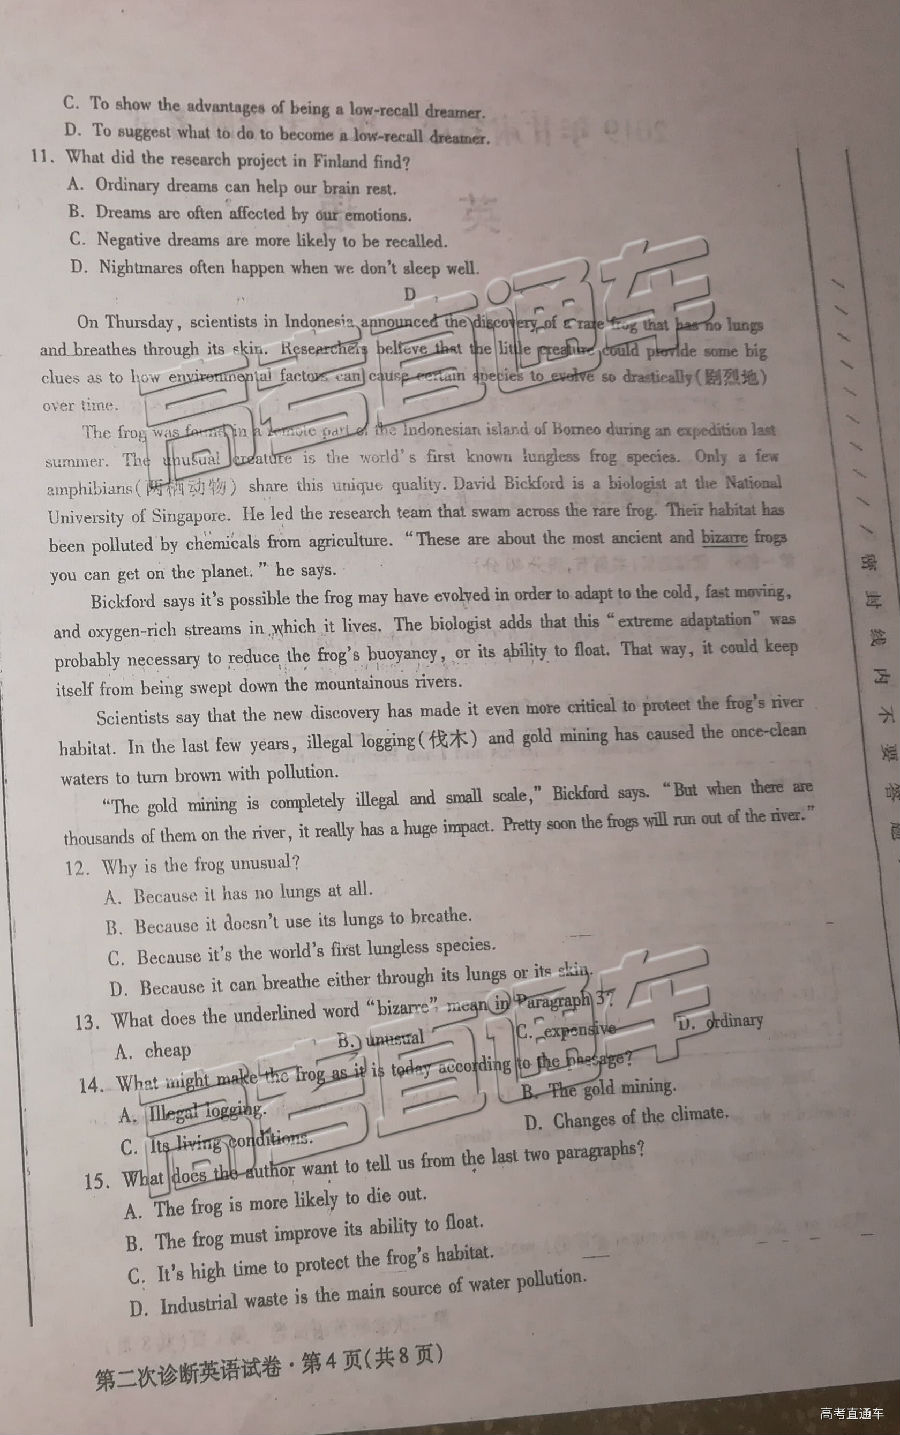 C. To show the advantages of being a low-recall dreamer.
D. To suggest what to do to become a low-recall dreamer.
11. What did the research project in Finland find?
A. Ordinary dreams can help our brain rest.
B. Dreams are often affected by our emotions.
C. Negative dreams are more likely to be recalled.
D. Nightmares often happen when we don't sleep well.
D
On Thursday, scientists in Indonesia announced the discovery of a rare frog that has no lungs
and breathes through its skin. Researchers believe that the little creature could provide some big
clues as to how environmental factors can cause certain species to evolve so drastically(剧烈地)
over time.
The frog was found in a remote part of the Indonesian island of Borneo during an expedition last
summer. The unusual creature is the world's first known lungless frog species. Only a few
amphibians(两栖动物) share this unique quality. David Bickford is a biologist at the National
University of Singapore. He led the research team that swam across the rare frog. Their habitat has
been polluted by chemicals from agriculture. “These are about the most ancient and bizarre frogs
you can get on the planet.” he says.
Bickford says it's possible the frog may have evolved in order to adapt to the cold, fast moving,
and oxygen-rich streams in which it lives. The biologist adds that this “extreme adaptation” was
probably necessary to reduce the frog's buoyancy, or its ability to float. That way, it could keep
itself from being swept down the mountainous rivers.
Scientists say that the new discovery has made it even more critical to protect the frog's river
habitat. In the last few years, illegal logging(伐木) and gold mining has caused the once-clean
waters to turn brown with pollution.
“The gold mining is completely illegal and small scale,” Bickford says. “But when there are
thousands of them on the river, it really has a huge impact. Pretty soon the frogs will run out of the river.”
12. Why is the frog unusual?
A. Because it has no lungs at all.
B. Because it doesn't use its lungs to breathe.
C. Because it's the world's first lungless species.
D. Because it can breathe either through its lungs or its skin.
13. What does the underlined word “bizarre” mean in Paragraph 3?
A. cheap B. unusual C. expensive D. ordinary
14. What might make the frog as it is today according to the passage?
A. Illegal logging. B. The gold mining.
C. Its living conditions. D. Changes of the climate.
15. What does the author want to tell us from the last two paragraphs?
A. The frog is more likely to die out.
B. The frog must improve its ability to float.
C. It's high time to protect the frog's habitat.
D. Industrial waste is the main source of water pollution.
第二次诊断英语试卷·第4页(共8页)
密封线内不要答题
高考直通车
高考直通车
高考直通车